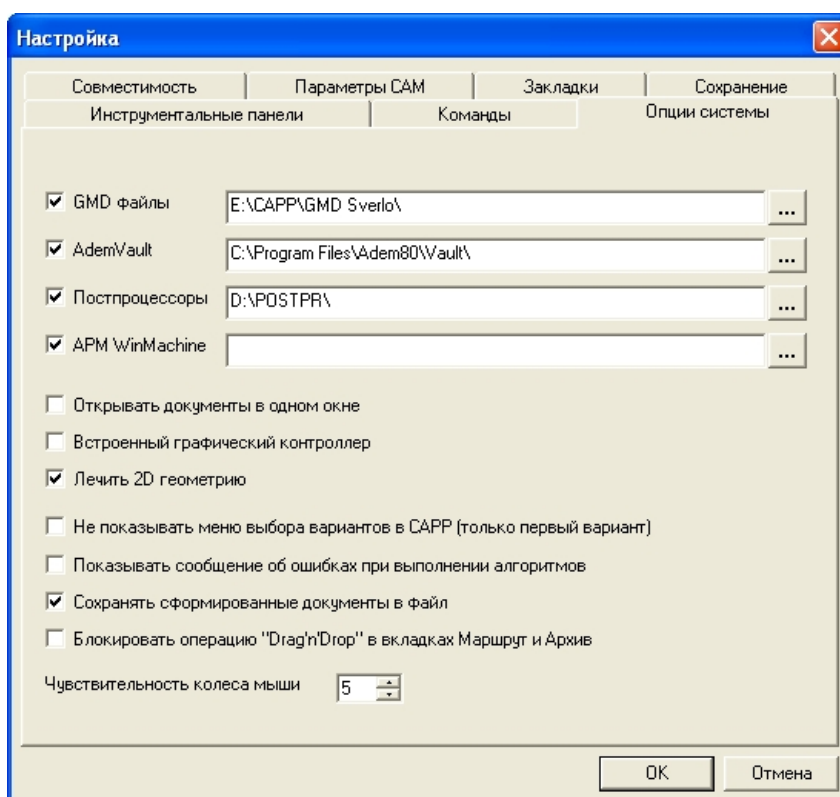 Настройка
Совместимость Параметры CAM Закладки Сохранение
Инструментальные панели Команды Опции системы
GMD файлы E:\CAPP\GMD Sverlo\ ...
AdemVault C:\Program Files\Adem80\Vault\ ...
Постпроцессоры D:\POSTPR\ ...
APM WinMachine ...
Открывать документы в одном окне
Встроенный графический контроллер
Лечить 2D геометрию
Не показывать меню выбора вариантов в CAPP (только первый вариант)
Показывать сообщение об ошибках при выполнении алгоритмов
Сохранять сформированные документы в файл
Блокировать операцию "Drag'n'Drop" в вкладках Маршрут и Архив
Чувствительность колеса мыши 5
OK Отмена